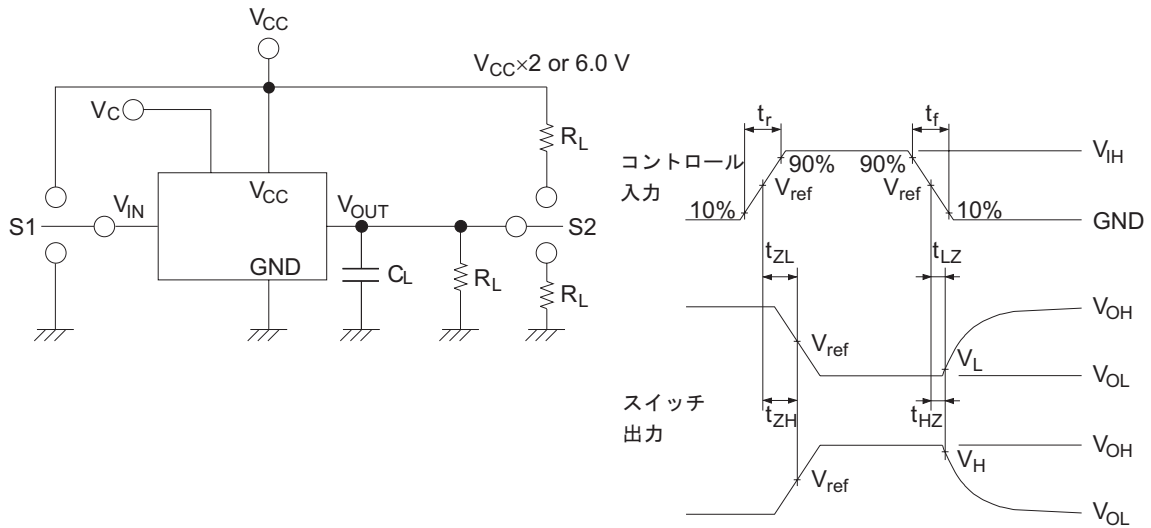 VCC
VCC×2 or 6.0 V
VC
RL
VCC
S1
VIN
VOUT
S2
GND
CL
RL
RL
tr
tf
コントロール
入力
90%
90%
VIH
Vref
Vref
10%
10%
GND
tZL
tLZ
VOH
Vref
VL
VOL
スイッチ
出力
tZH
tHZ
VOH
VH
Vref
VOL